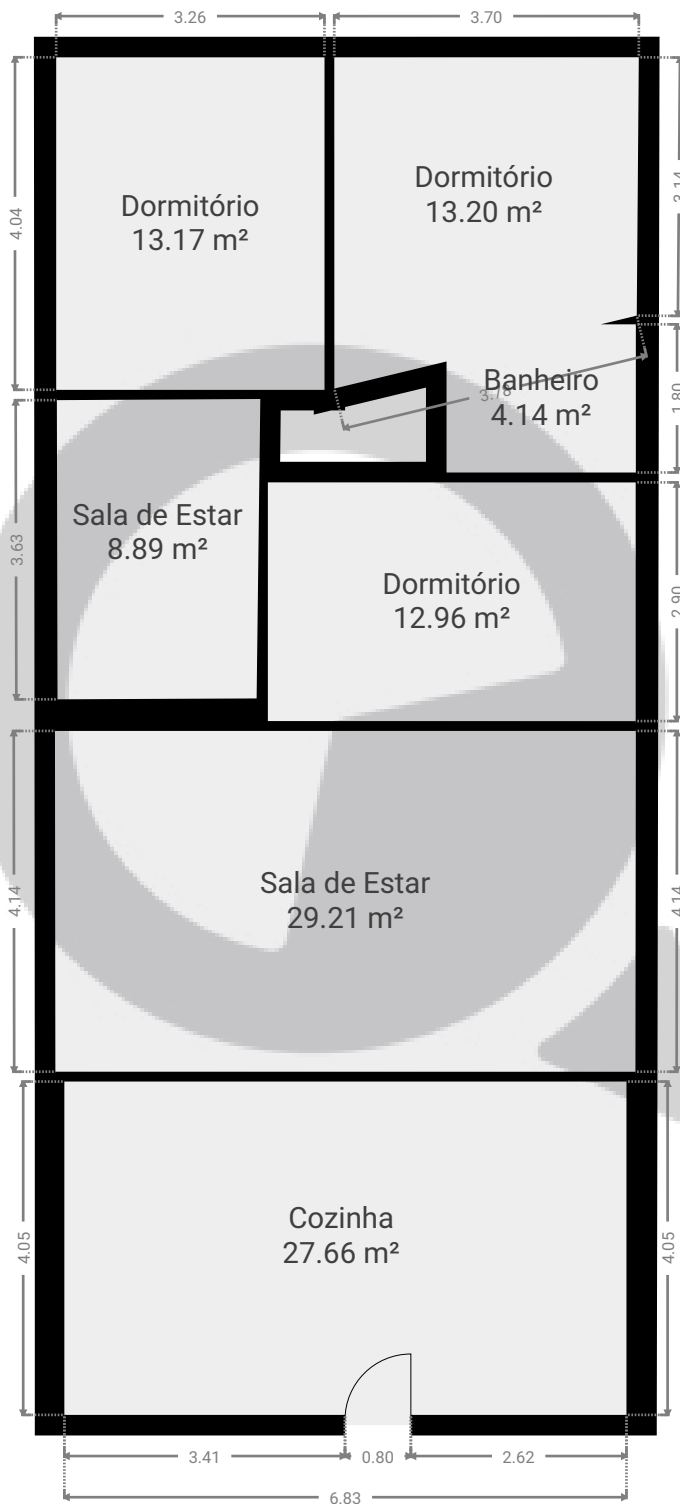 3.26
3.70
4.04
3.14
Dormitório
13.17 m²
Dormitório
13.20 m²
1.80
Banheiro
3.78
4.14 m²
3.63
Sala de Estar
8.89 m²
Dormitório
12.96 m²
2.90
4.14
Sala de Estar
29.21 m²
4.14
4.05
Cozinha
27.66 m²
4.05
3.41
0.80
2.62
6.83